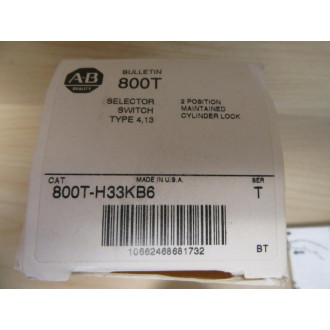 A-B
QUALITY
BULLETIN
800T
SELECTOR
SWITCH
TYPE 4,13
2 POSITION
MAINTAINED
CYLINDER LOCK
CAT
MADE IN U.S.A.
SER
800T-H33KB6
T
10662468681732
BT